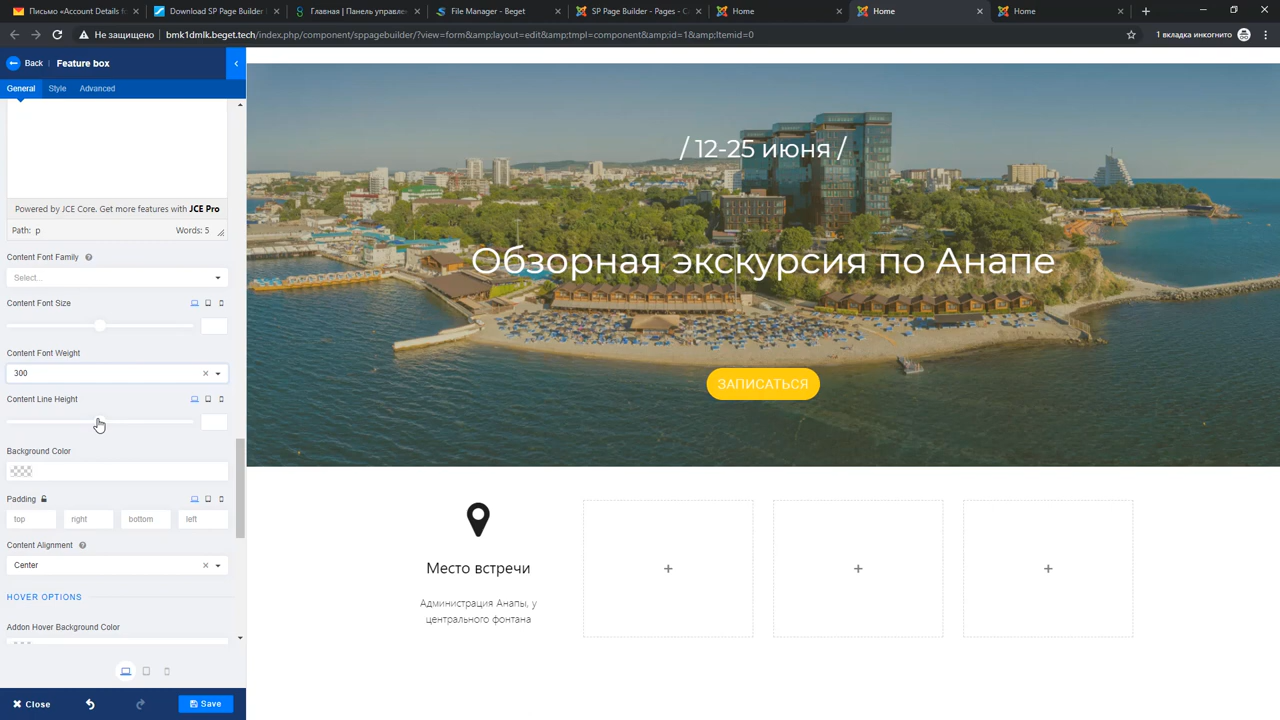 Письмо «Account Details fo
Download SP Page Builder
Главная | Панель управле
File Manager - Beget
SP Page Builder - Pages - С
Home
Home
Home
Не защищено
bmk1dmlk.beget.tech/index.php/component/sppagebuilder/?view=form&amp;layout=edit&amp;tmpl=component&amp;id=1&amp;Itemid=0
1 вкладка инкогнито
Back
Feature box
General
Style
Advanced
Powered by JCE Core. Get more features with JCE Pro
Path: p
Words: 5
Content Font Family
Select...
Content Font Size
Content Font Weight
300
Content Line Height
Background Color
Padding
top
right
bottom
left
Content Alignment
Center
HOVER OPTIONS
Addon Hover Background Color
Close
Save
/ 12-25 июня /
Обзорная экскурсия по Анапе
ЗАПИСАТЬСЯ
Место встречи
Администрация Анапы, у
центрального фонтана